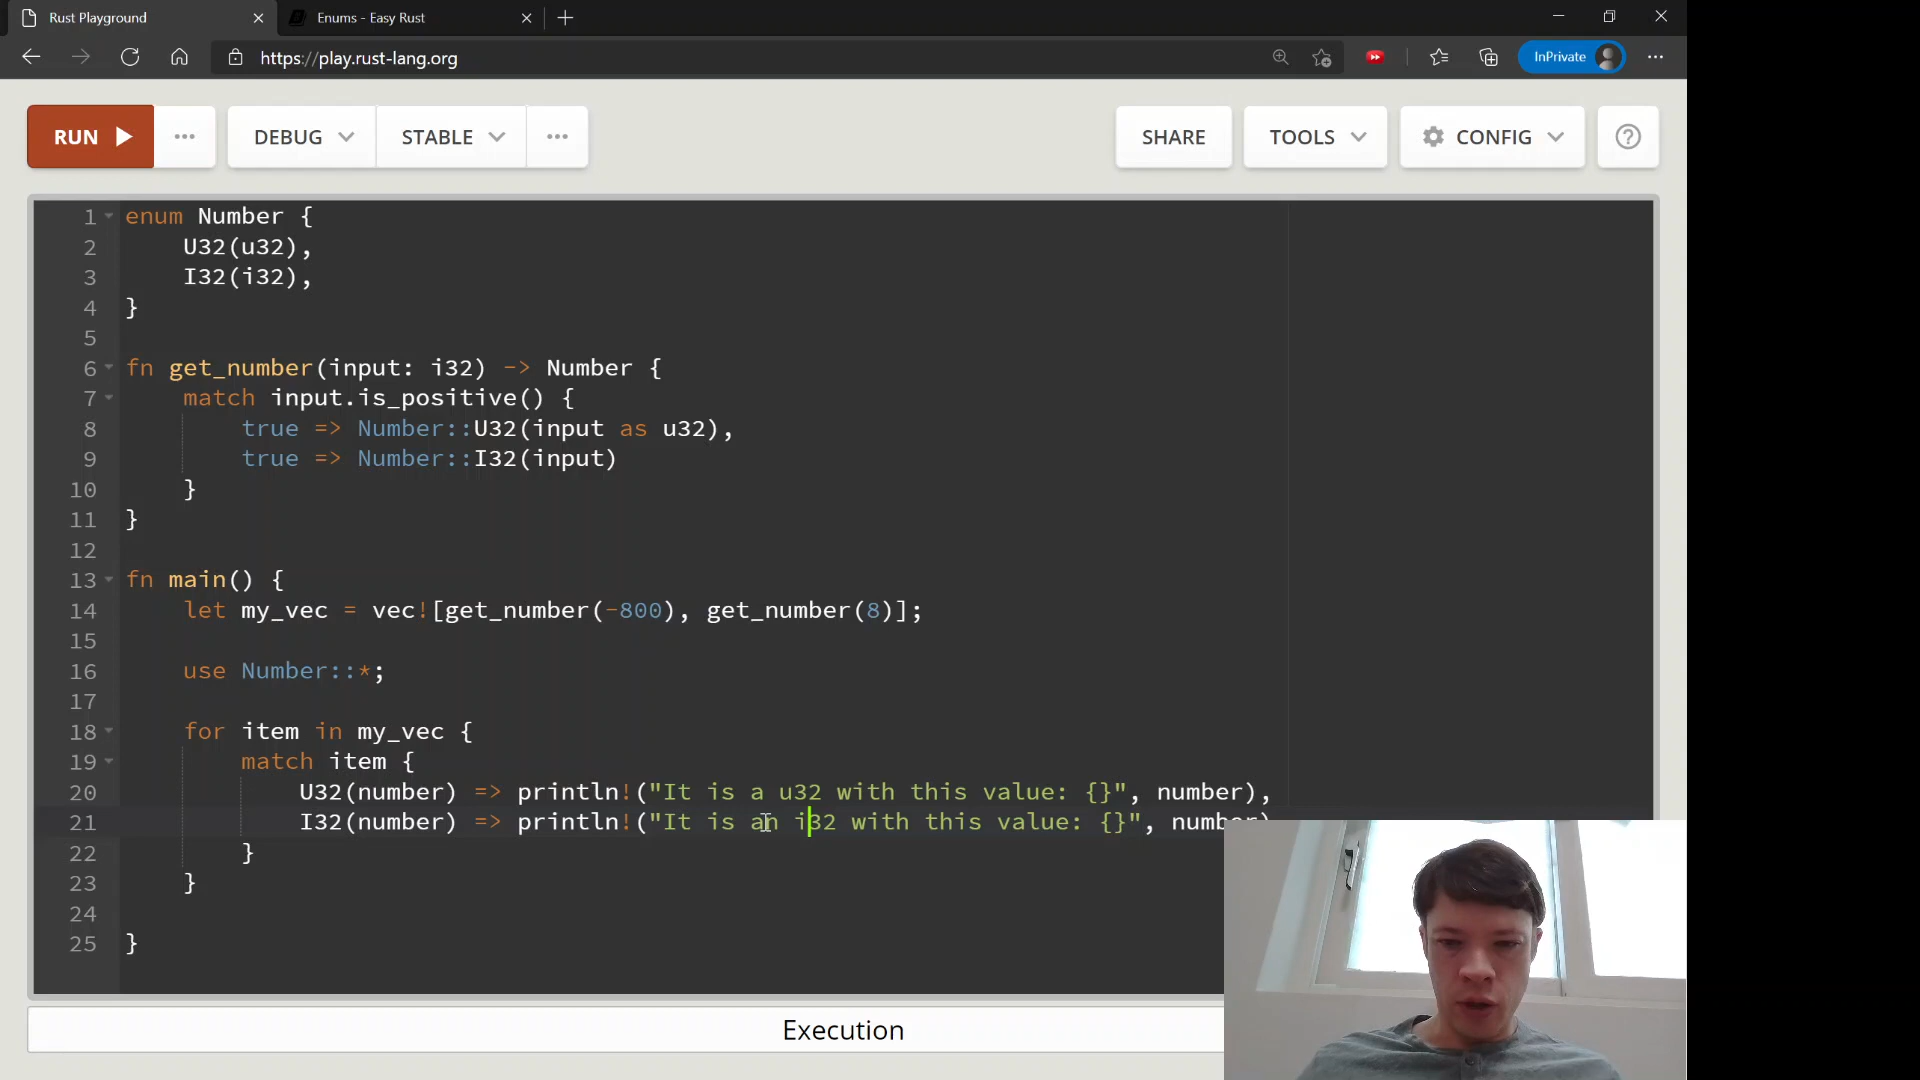 Rust Playground
Enums - Easy Rust
https://play.rust-lang.org
InPrivate
RUN
DEBUG
STABLE
SHARE
TOOLS
CONFIG
1 enum Number {
2 U32(u32),
3 I32(i32),
4 }
5
6 fn get_number(input: i32) -> Number {
7 match input.is_positive() {
8 true => Number::U32(input as u32),
9 true => Number::I32(input)
10 }
11 }
12
13 fn main() {
14 let my_vec = vec![get_number(-800), get_number(8)];
15
16 use Number::*;
17
18 for item in my_vec {
19 match item {
20 U32(number) => println!("It is a u32 with this value: {}", number),
21 I32(number) => println!("It is an i32 with this value: {}", number)
22 }
23 }
24
25 }
Execution